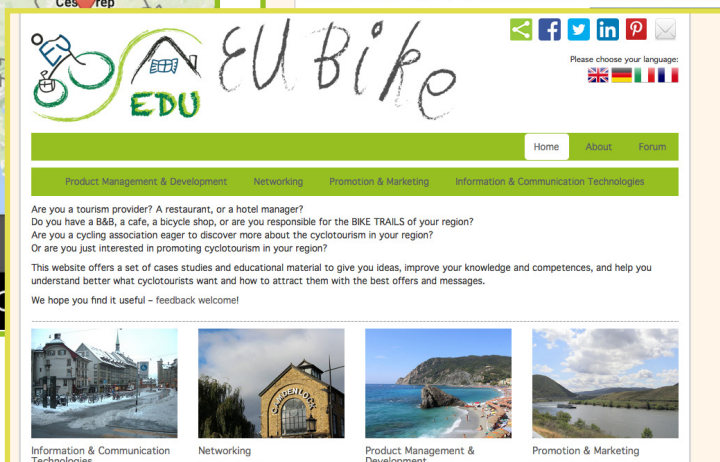 Ces rep
EU Bike
EDU
Please choose your language:
Home About Forum
Product Management & Development Networking Promotion & Marketing Information & Communication Technologies
Are you a tourism provider? A restaurant, or a hotel manager?
Do you have a B&B, a cafe, a bicycle shop, or are you responsible for the BIKE TRAILS of your region?
Are you a cycling association eager to discover more about the cyclotourism in your region?
Or are you just interested in promoting cyclotourism in your region?
This website offers a set of cases studies and educational material to give you ideas, improve your knowledge and competences, and help you
understand better what cyclotourists want and how to attract them with the best offers and messages.
We hope you find it useful – feedback welcome!
CAMDEN LOCK
Information & Communication
Technologies
Networking
Product Management &
Development
Promotion & Marketing